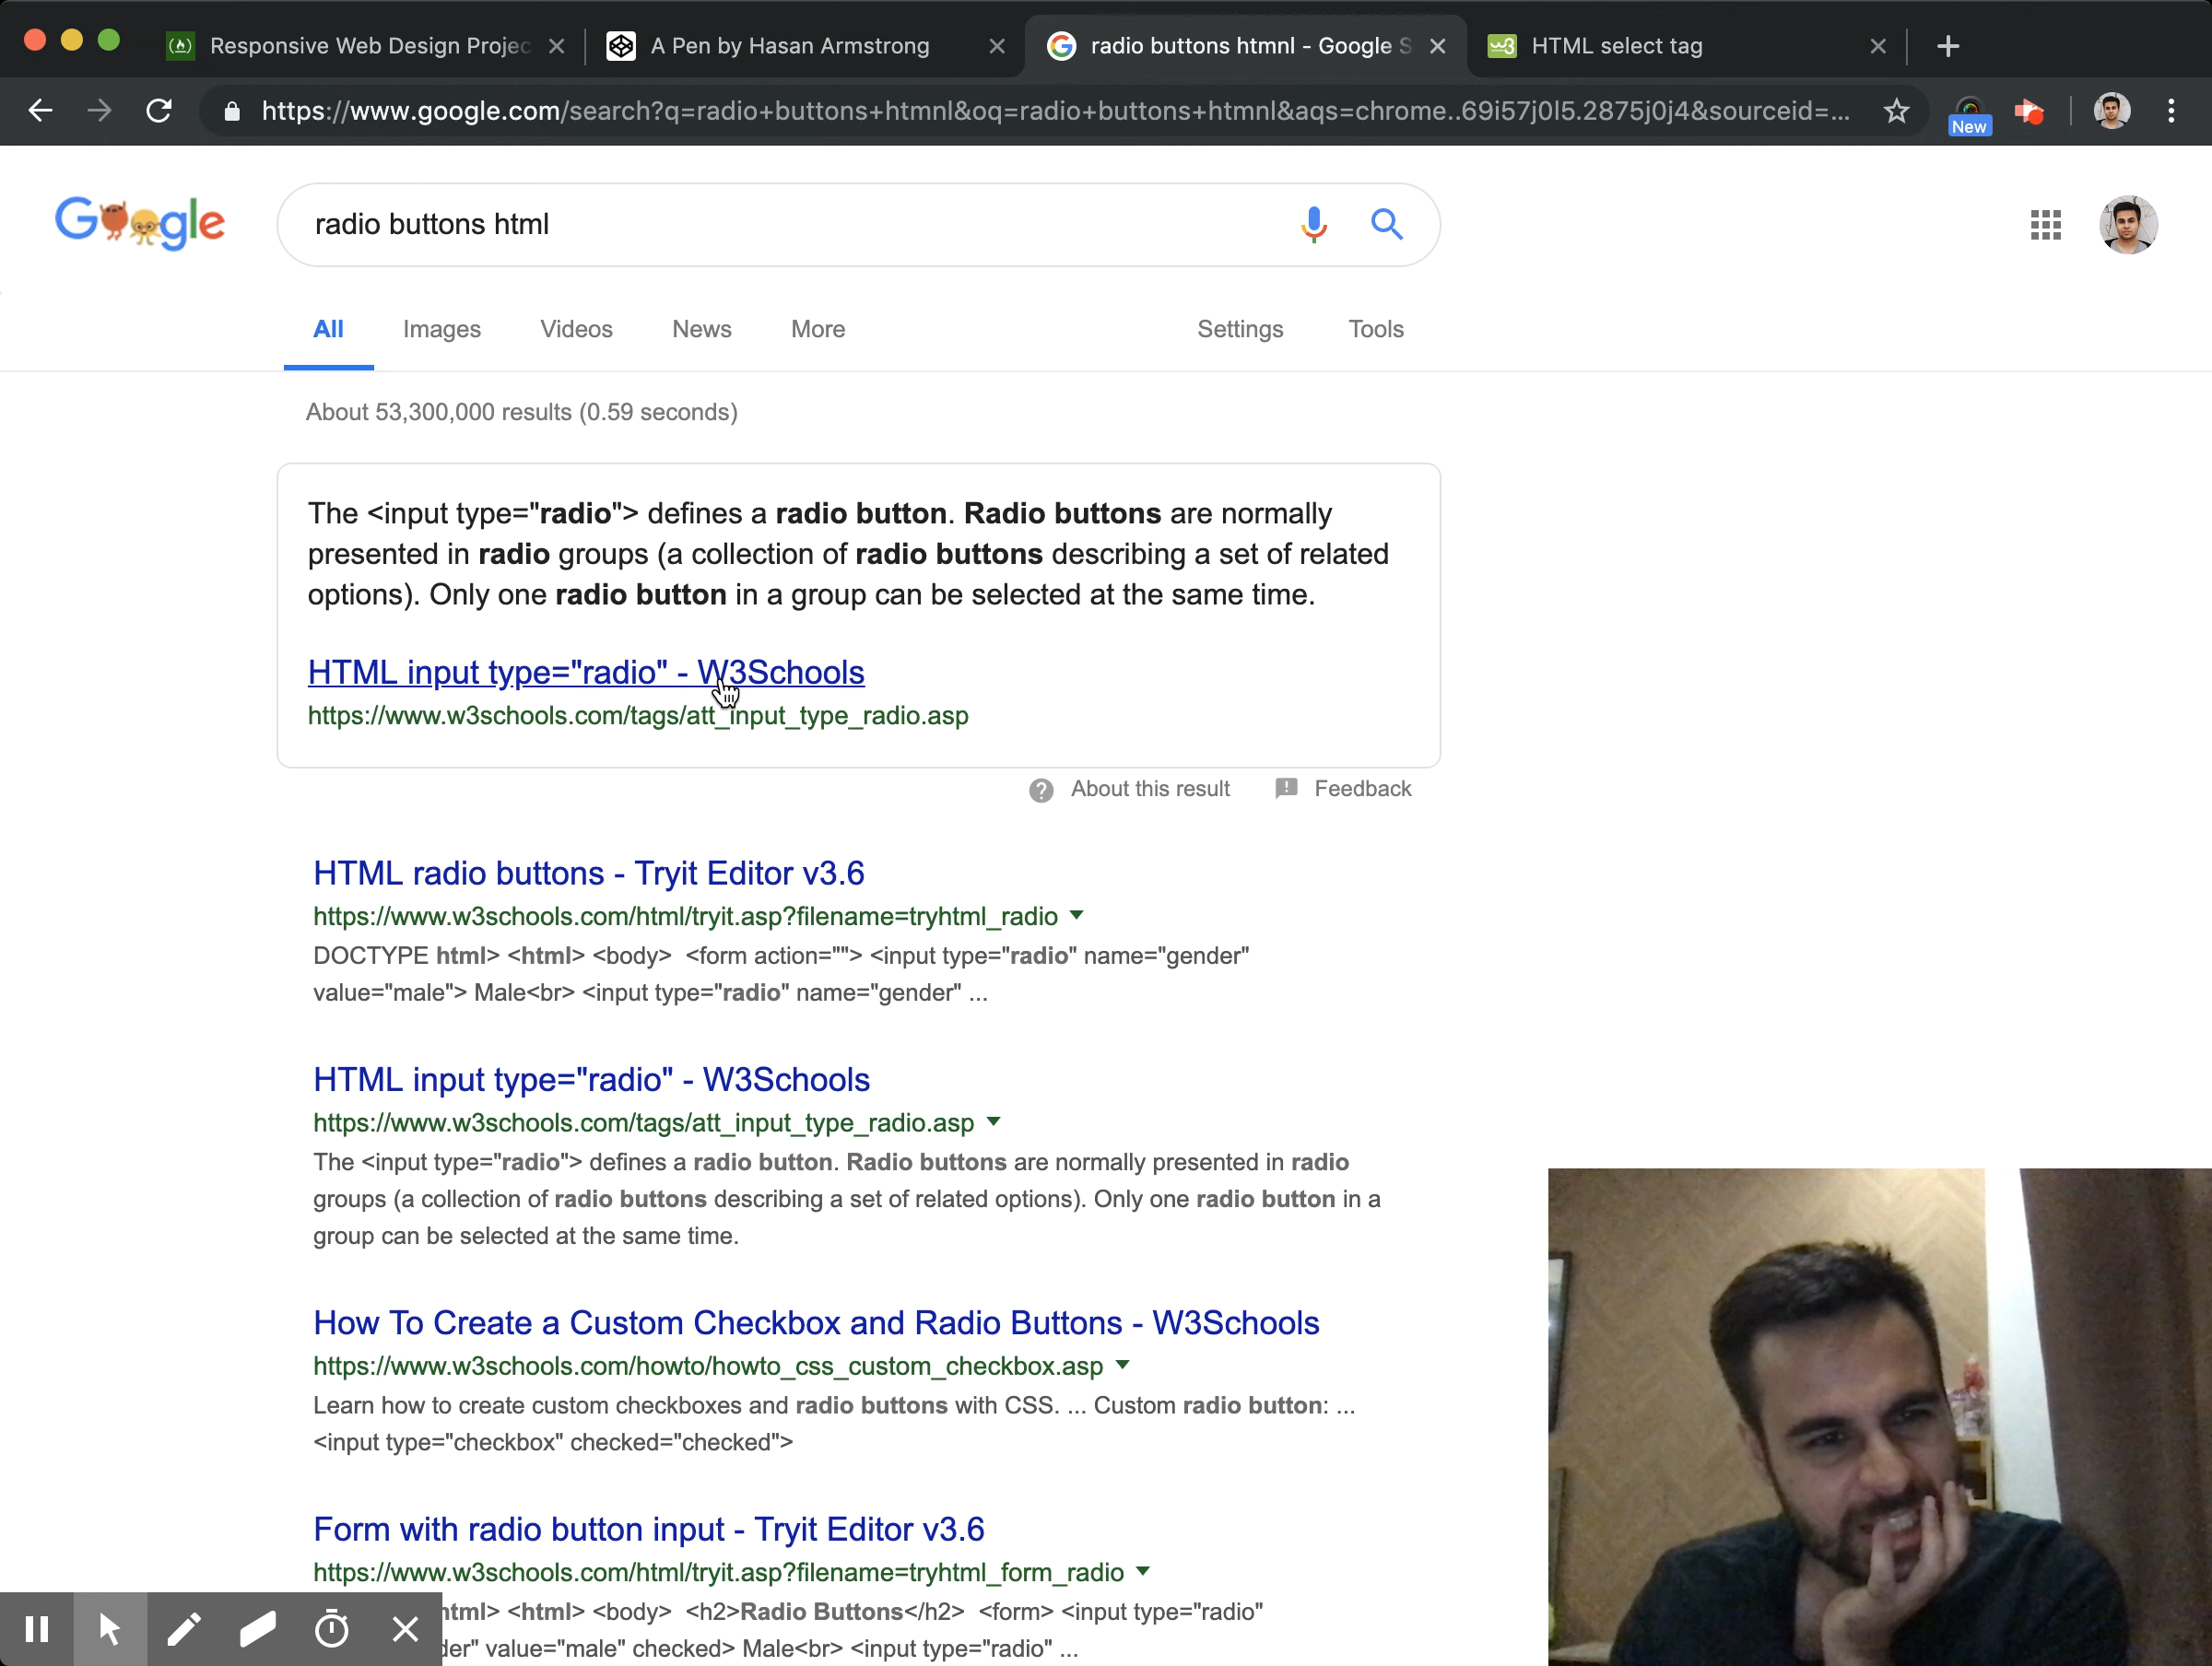 Responsive Web Design Projec
A Pen by Hasan Armstrong
radio buttons htmnl - Google S
HTML select tag
https://www.google.com/search?q=radio+buttons+htmnl&oq=radio+buttons+htmnl&aqs=chrome..69i57j0l5.2875j0j4&sourceid=...
New
Google
radio buttons html
All Images Videos News More Settings Tools
About 53,300,000 results (0.59 seconds)
The <input type="radio"> defines a radio button. Radio buttons are normally
presented in radio groups (a collection of radio buttons describing a set of related
options). Only one radio button in a group can be selected at the same time.
HTML input type="radio" - W3Schools
https://www.w3schools.com/tags/att_input_type_radio.asp
About this result Feedback
HTML radio buttons - Tryit Editor v3.6
https://www.w3schools.com/html/tryit.asp?filename=tryhtml_radio
DOCTYPE html> <html> <body> <form action=""> <input type="radio" name="gender"
value="male"> Male<br> <input type="radio" name="gender" ...
HTML input type="radio" - W3Schools
https://www.w3schools.com/tags/att_input_type_radio.asp
The <input type="radio"> defines a radio button. Radio buttons are normally presented in radio
groups (a collection of radio buttons describing a set of related options). Only one radio button in a
group can be selected at the same time.
How To Create a Custom Checkbox and Radio Buttons - W3Schools
https://www.w3schools.com/howto/howto_css_custom_checkbox.asp
Learn how to create custom checkboxes and radio buttons with CSS. ... Custom radio button: ...
<input type="checkbox" checked="checked">
Form with radio button input - Tryit Editor v3.6
https://www.w3schools.com/html/tryit.asp?filename=tryhtml_form_radio
html> <html> <body> <h2>Radio Buttons</h2> <form> <input type="radio"
der" value="male" checked> Male<br> <input type="radio" ...